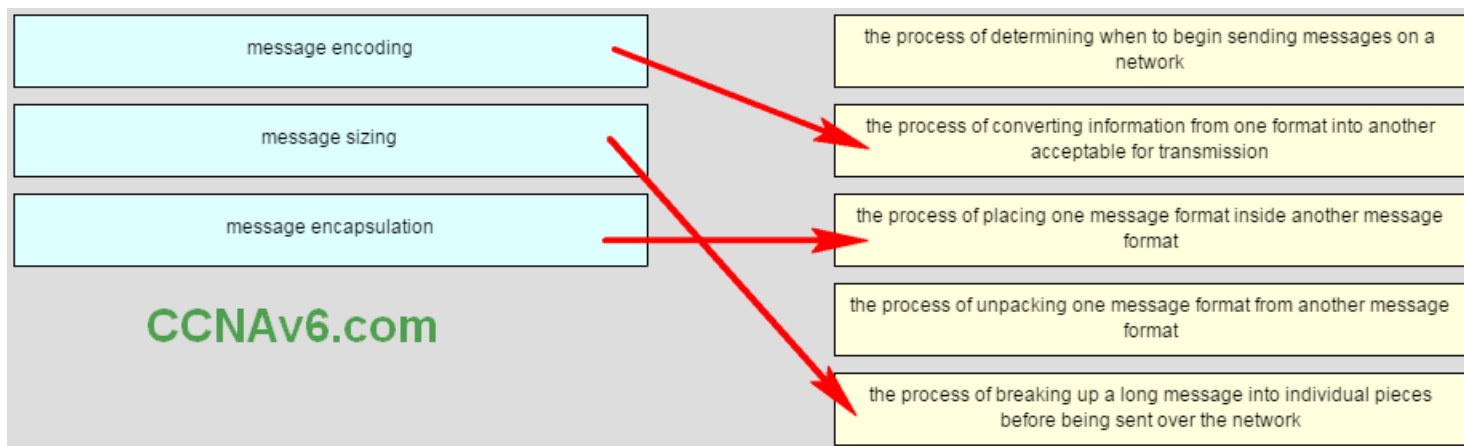 message encoding
message sizing
message encapsulation
CCNAv6.com
the process of determining when to begin sending messages on a
network
the process of converting information from one format into another
acceptable for transmission
the process of placing one message format inside another message
format
the process of unpacking one message format from another message
format
the process of breaking up a long message into individual pieces
before being sent over the network